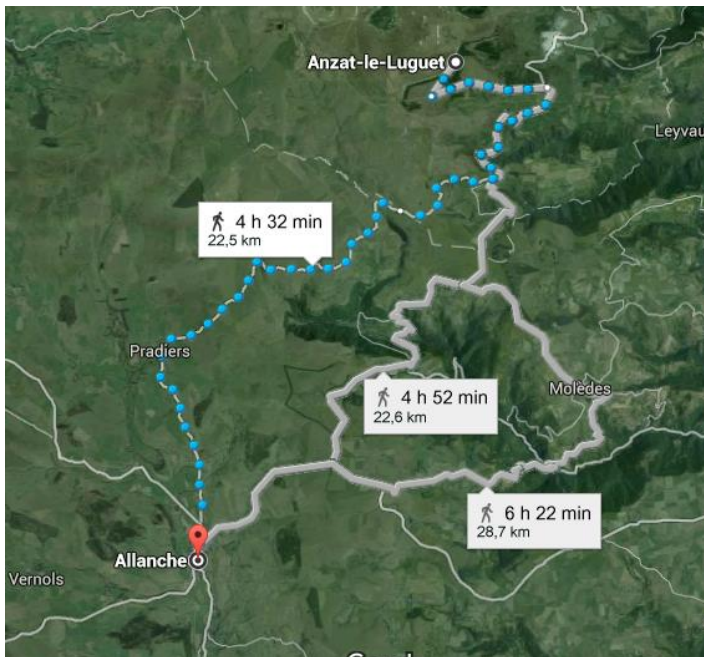 Anzat-le-Luguet
Leyvau
4 h 32 min
22,5 km
Pradiers
4 h 52 min
22,6 km
Molèdes
6 h 22 min
28,7 km
Allanche
Vernols